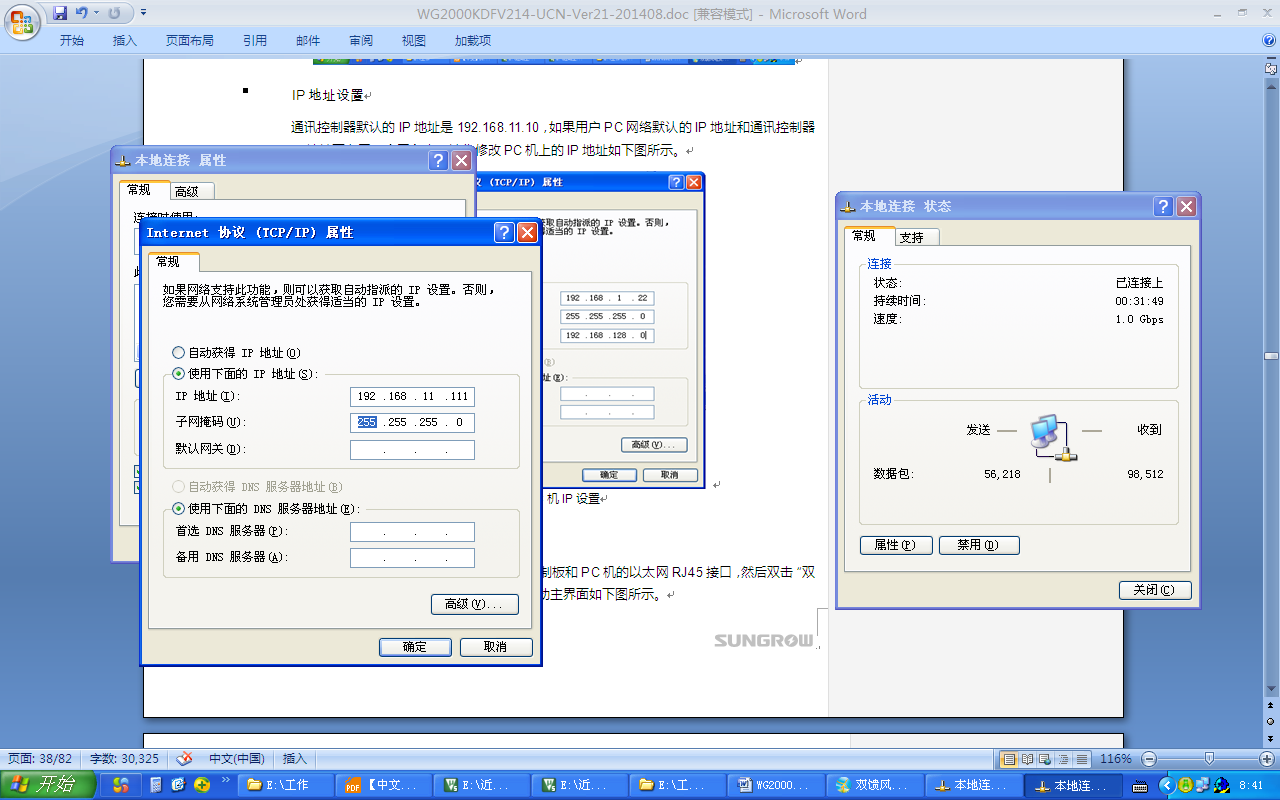 WG2000KDFV214-UCN-Ver21-201408.doc [兼容模式] - Microsoft Word
开始 插入 页面布局 引用 邮件 审阅 视图 加载项
IP 地址设置
通讯控制器默认的 IP 地址是 192.168.11.10 ,如果用户 PC 网络默认的 IP 地址和通讯控制器
修改 PC 机上的 IP 地址如下图所示。
本地连接 属性
常规 高级
连接时使用:
(TCP/IP) 属性
获取自动指派的 IP 设置。否则,
适当的 IP 设置。
192 .168 . 1 . 22
255 .255 .255 . 0
192 .168 .128 . 0
(B)
址(E):
. . .
. . .
高级(V)...
确定 取消
机 IP 设置
制板和 PC 机的以太网 RJ45 接口 ,然后双击 “双
动主界面如下图所示。
SUNGROW
Internet 协议 (TCP/IP) 属性
常规
如果网络支持此功能,则可以获取自动指派的 IP 设置。否则,
您需要从网络系统管理员处获得适当的 IP 设置。
自动获得 IP 地址(O)
使用下面的 IP 地址(S):
IP 地址(I): 192 .168 . 11 .111
子网掩码(U): 255 .255 .255 . 0
默认网关(D): . . .
自动获得 DNS 服务器地址(B)
使用下面的 DNS 服务器地址(E):
首选 DNS 服务器(P): . . .
备用 DNS 服务器(A): . . .
高级(V)...
确定 取消
本地连接 状态
常规 支持
连接
状态: 已连接上
持续时间: 00:31:49
速度: 1.0 Gbps
活动
发送 收到
数据包: 56,218 98,512
属性(P) 禁用(D)
关闭(C)
页面: 38/82 字数: 30,325 中文(中国) 插入 116%
开始 E:\工作 【中文... E:\近... E:\近... E:\工... WG2000... 双馈风... 本地连... 本地连... 8:41